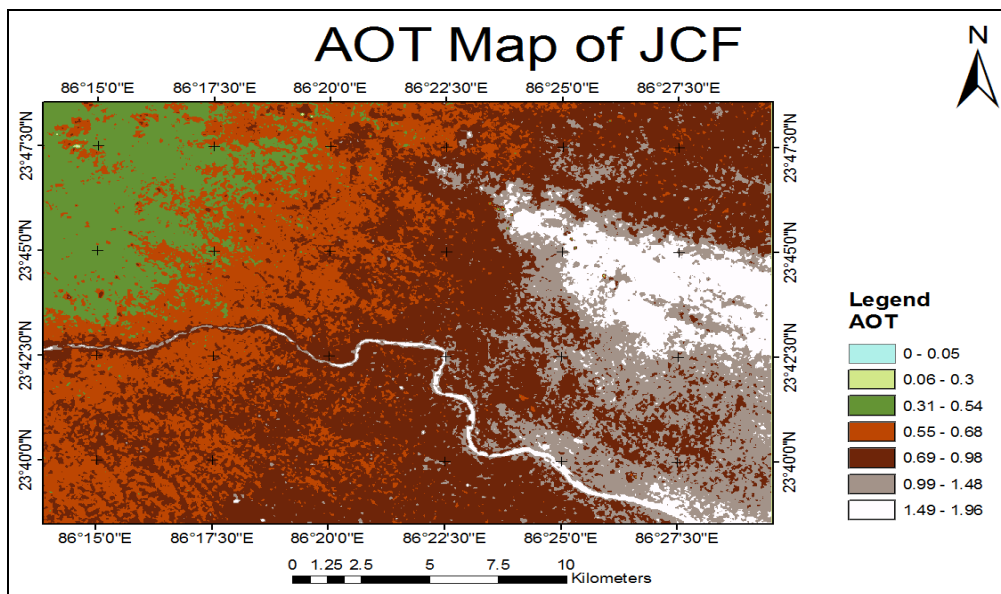 AOT Map of JCF
N
86°15'0"E 86°17'30"E 86°20'0"E 86°22'30"E 86°25'0"E 86°27'30"E
23°47'30"N 23°47'30"N
23°45'0"N 23°45'0"N
23°42'30"N 23°42'30"N
23°40'0"N 23°40'0"N
86°15'0"E 86°17'30"E 86°20'0"E 86°22'30"E 86°25'0"E 86°27'30"E
0 1.25 2.5 5 7.5 10
Kilometers
Legend
AOT
0 - 0.05
0.06 - 0.3
0.31 - 0.54
0.55 - 0.68
0.69 - 0.98
0.99 - 1.48
1.49 - 1.96